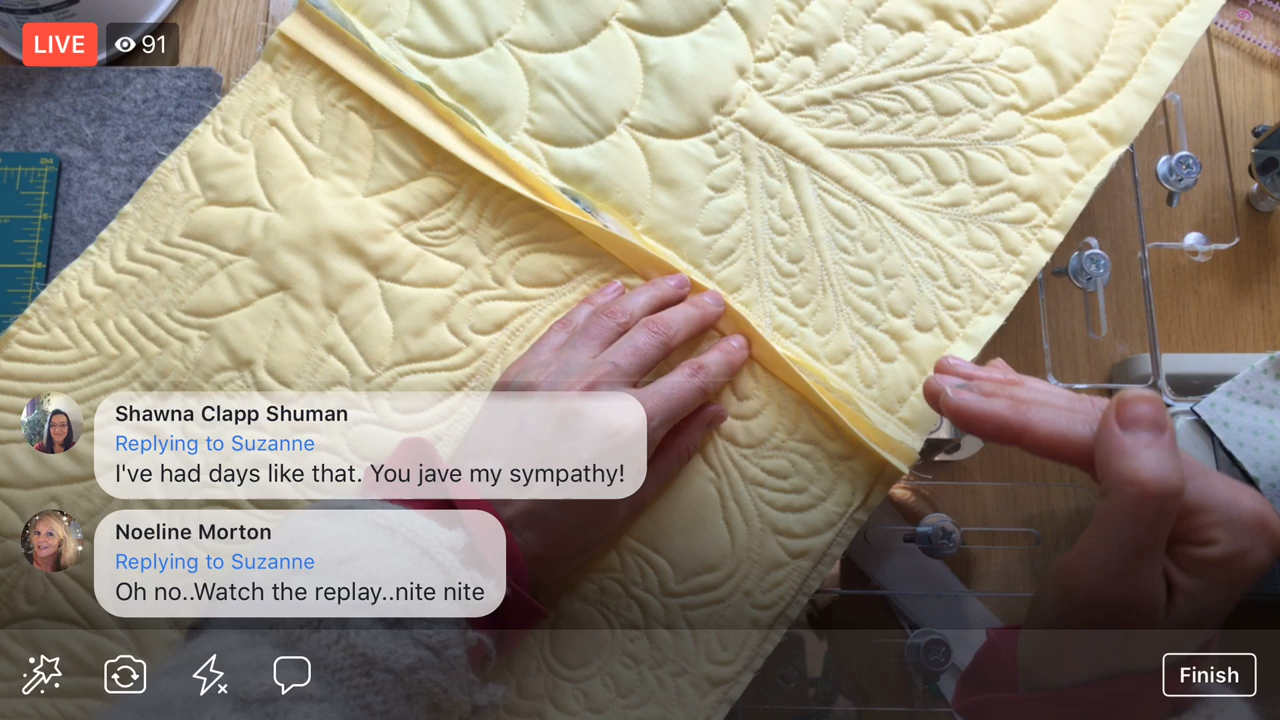 LIVE 91
Shawna Clapp Shuman
Replying to Suzanne
I've had days like that. You jave my sympathy!
Noeline Morton
Replying to Suzanne
Oh no..Watch the replay..nite nite
Finish